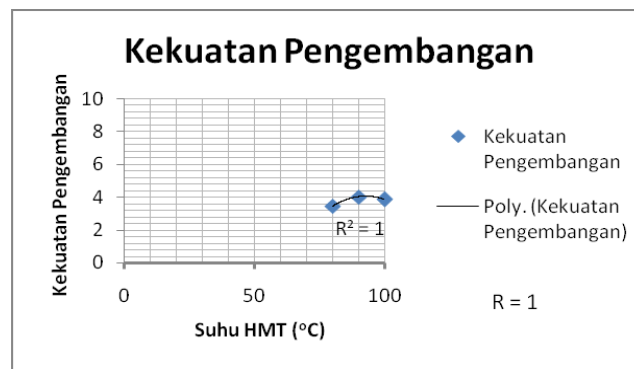 Kekuatan Pengembangan
Kekuatan Pengembangan
10
8
6
4
2
0
0
50
100
Suhu HMT (°C)
R² = 1
Kekuatan
Pengembangan
Poly. (Kekuatan
Pengembangan)
R = 1